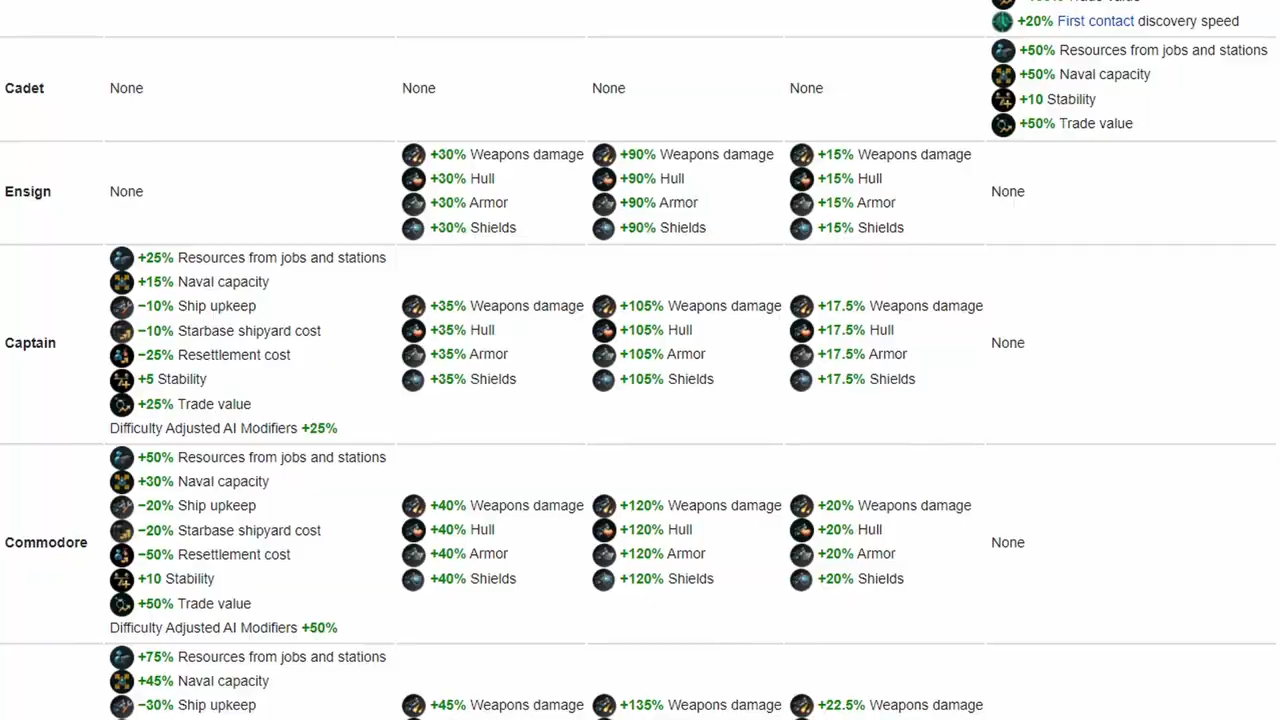 +20% First contact discovery speed
Cadet
None
None
None
None
+50% Resources from jobs and stations
+50% Naval capacity
+10 Stability
+50% Trade value
Ensign
None
+30% Weapons damage
+30% Hull
+30% Armor
+30% Shields
+90% Weapons damage
+90% Hull
+90% Armor
+90% Shields
+15% Weapons damage
+15% Hull
+15% Armor
+15% Shields
None
Captain
+25% Resources from jobs and stations
+15% Naval capacity
−10% Ship upkeep
−10% Starbase shipyard cost
−25% Resettlement cost
+5 Stability
+25% Trade value
Difficulty Adjusted AI Modifiers +25%
+35% Weapons damage
+35% Hull
+35% Armor
+35% Shields
+105% Weapons damage
+105% Hull
+105% Armor
+105% Shields
+17.5% Weapons damage
+17.5% Hull
+17.5% Armor
+17.5% Shields
None
Commodore
+50% Resources from jobs and stations
+30% Naval capacity
−20% Ship upkeep
−20% Starbase shipyard cost
−50% Resettlement cost
+10 Stability
+50% Trade value
Difficulty Adjusted AI Modifiers +50%
+40% Weapons damage
+40% Hull
+40% Armor
+40% Shields
+120% Weapons damage
+120% Hull
+120% Armor
+120% Shields
+20% Weapons damage
+20% Hull
+20% Armor
+20% Shields
None
+75% Resources from jobs and stations
+45% Naval capacity
−30% Ship upkeep
+45% Weapons damage
+135% Weapons damage
+22.5% Weapons damage